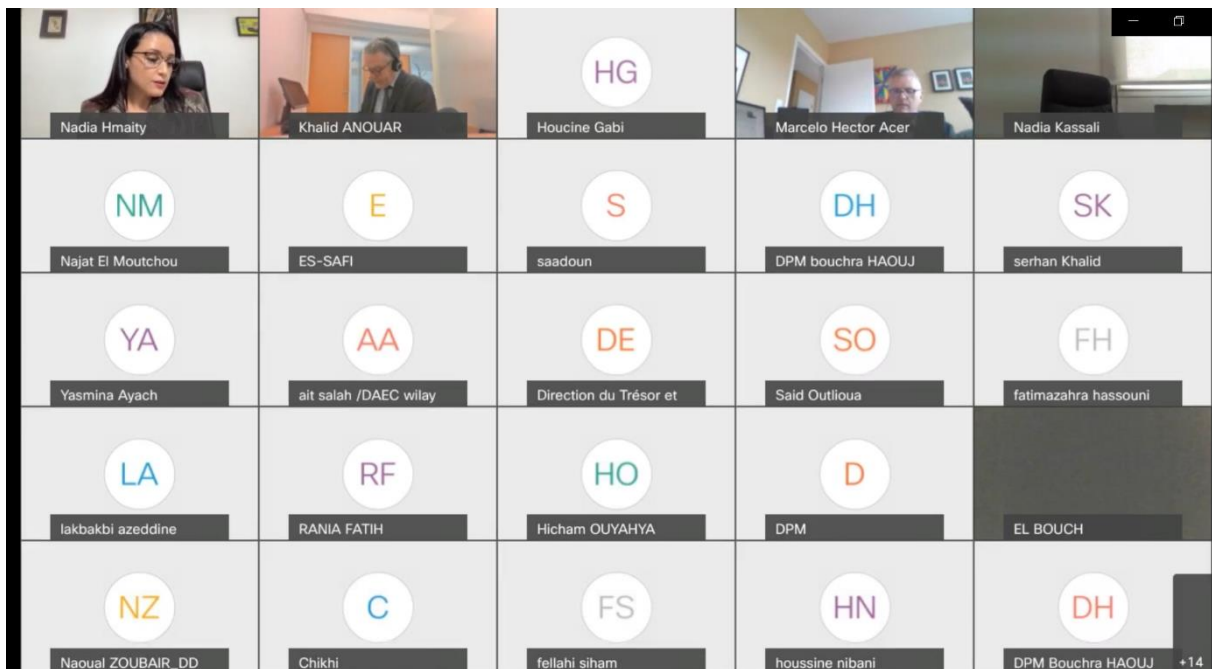 Nadia Hmaity
Khalid ANOUAR
HG
Houcine Gabi
Marcelo Hector Acer
Nadia Kassali
NM
Najat El Moutchou
E
ES-SAFI
S
saadoun
DH
DPM bouchra HAOUJ
SK
serhan Khalid
YA
Yasmina Ayach
AA
ait salah /DAEC wilay
DE
Direction du Trésor et
SO
Said Outlioua
FH
fatimazahra hassouni
LA
lakbakbi azeddine
RF
RANIA FATIH
HO
Hicham OUYAHYA
D
DPM
EL BOUCH
NZ
Naoual ZOUBAIR_DD
C
Chikhi
FS
fellahi siham
HN
houssine nibani
DH
DPM Bouchra HAOUJ
+14